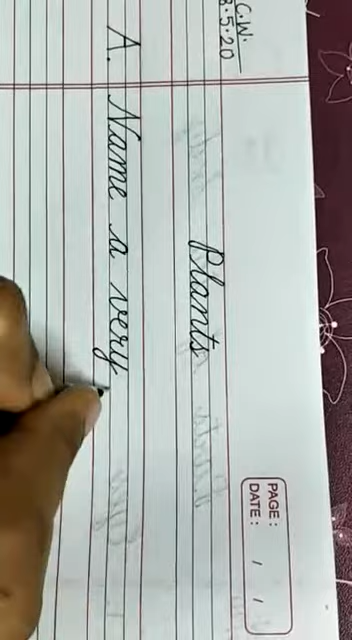 C.W.
8.5.20
PAGE:
DATE: / /
Plants
A. Name a very